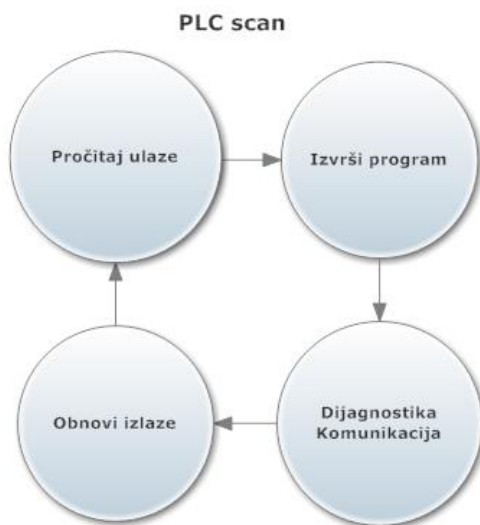 PLC scan
Pročitaj ulaze
Izvrši program
Obnovi izlaze
Dijagnostika
Komunikacija